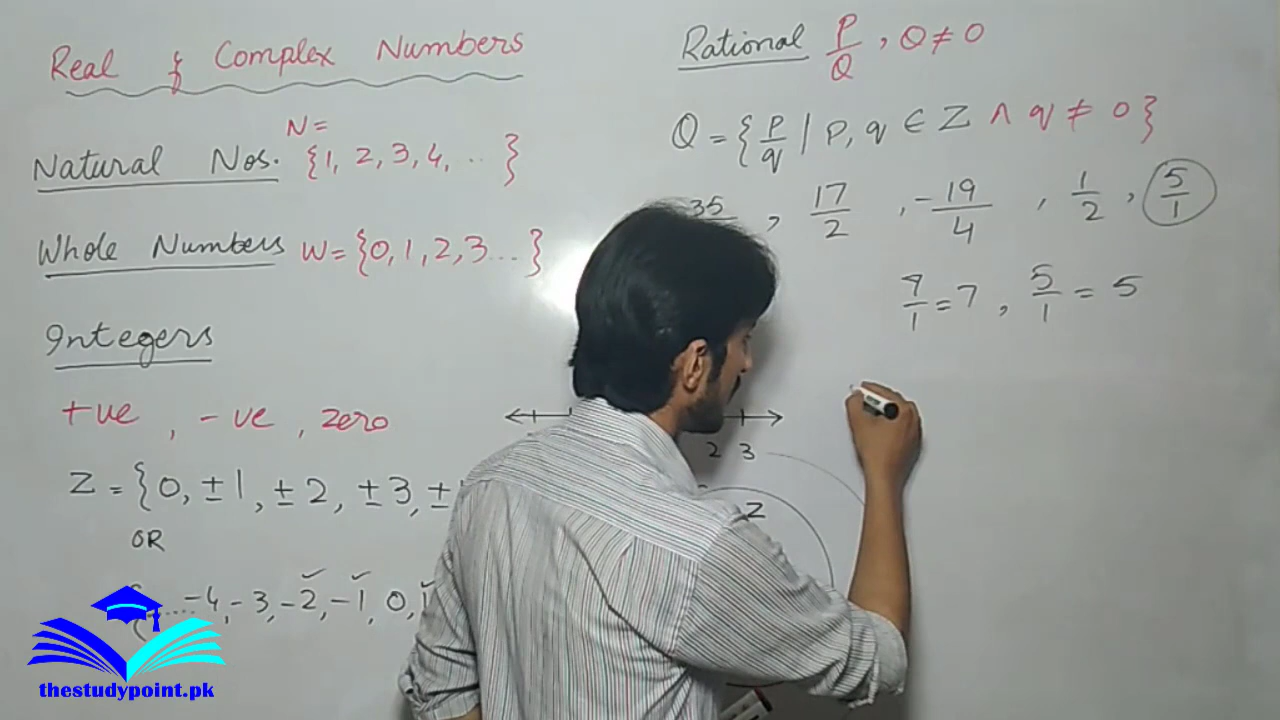 Real & Complex Numbers
N =
Natural Nos. {1, 2, 3, 4, ... }
Whole Numbers W = {0, 1, 2, 3 ... }
Integers
+ve , -ve , zero
Z = {0, ±1, ±2, ±3, ±
OR
{ ..... -4, -3, -2, -1, 0, 1
thestudypoint.pk
Rational P/Q , Q ≠ 0
Q = { p/q | p, q ∈ Z ∧ q ≠ 0 }
35 , 17/2 , -19/4 , 1/2 , 5/1
7/1 = 7 , 5/1 = 5
2 3
Z